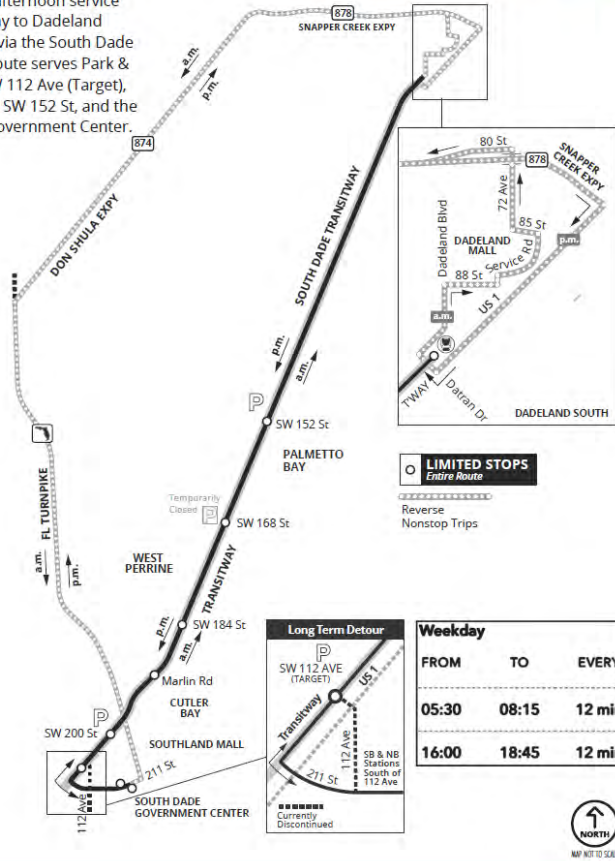 afternoon service
y to Dadeland
via the South Dade
oute serves Park &
W 112 Ave (Target),
SW 152 St, and the
overnment Center.
878
SNAPPER CREEK EXPY
a.m.
p.m.
874
DON SHULA EXPY
SOUTH DADE TRANSITWAY
p.m.
a.m.
80 St
878
SNAPPER
CREEK EXPY
72 Ave
85 St
Dadeland Blvd
DADELAND
MALL
Service Rd
p.m.
88 St
US 1
a.m.
T'WAY
Datran Dr
DADELAND SOUTH
P
SW 152 St
PALMETTO
BAY
LIMITED STOPS
Entire Route
Reverse
Nonstop Trips
Temporarily
Closed
P
SW 168 St
FL TURNPIKE
a.m.
p.m.
WEST
PERRINE
TRANSITWAY
SW 184 St
p.m.
a.m.
Marlin Rd
CUTLER
BAY
P
SW 200 St
SOUTHLAND MALL
211 St
112 Ave
SOUTH DADE
GOVERNMENT CENTER
Long Term Detour
P
SW 112 AVE
(TARGET)
US 1
Transitway
112 Ave
SB & NB
Stations
South of
112 Ave
211 St
Currently
Discontinued
Weekday
FROM TO EVERY
05:30 08:15 12 mi
16:00 18:45 12 mi
NORTH
MAP NOT TO SCAL